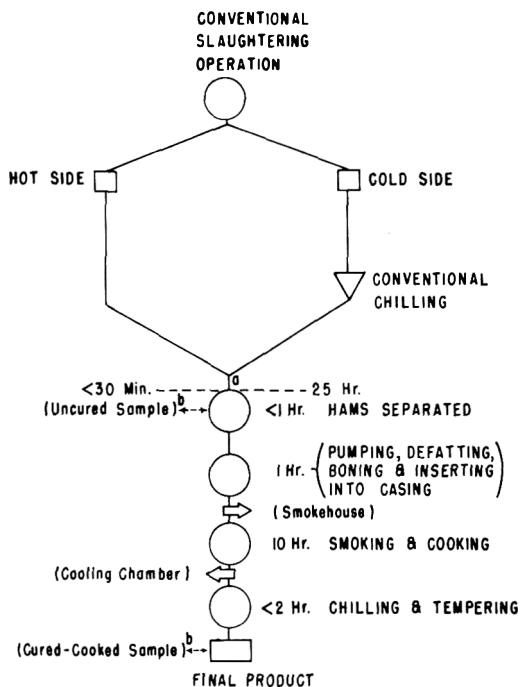 CONVENTIONAL
SLAUGHTERING
OPERATION
HOT SIDE
COLD SIDE
CONVENTIONAL
CHILLING
a
<30 Min.
25 Hr.
(Uncured Sample)b
<1 Hr. HAMS SEPARATED
1 Hr.
PUMPING, DEFATTING,
BONING & INSERTING
INTO CASING
(Smokehouse)
10 Hr. SMOKING & COOKING
(Cooling Chamber)
<2 Hr. CHILLING & TEMPERING
(Cured-Cooked Sample)b
FINAL PRODUCT